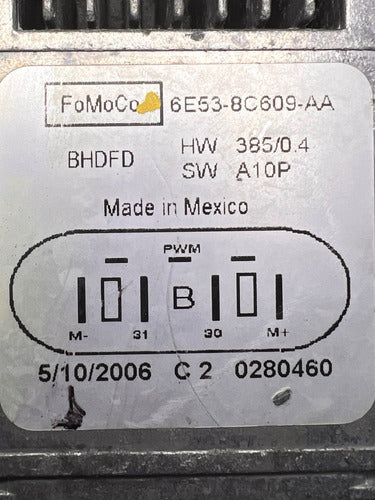 FoMoCo 6E53-8C609-AA
BHDFD HW 385/0.4
SW A10P
Made in Mexico
PWM
B
M- 31 30 M+
5/10/2006 C 2 0280460